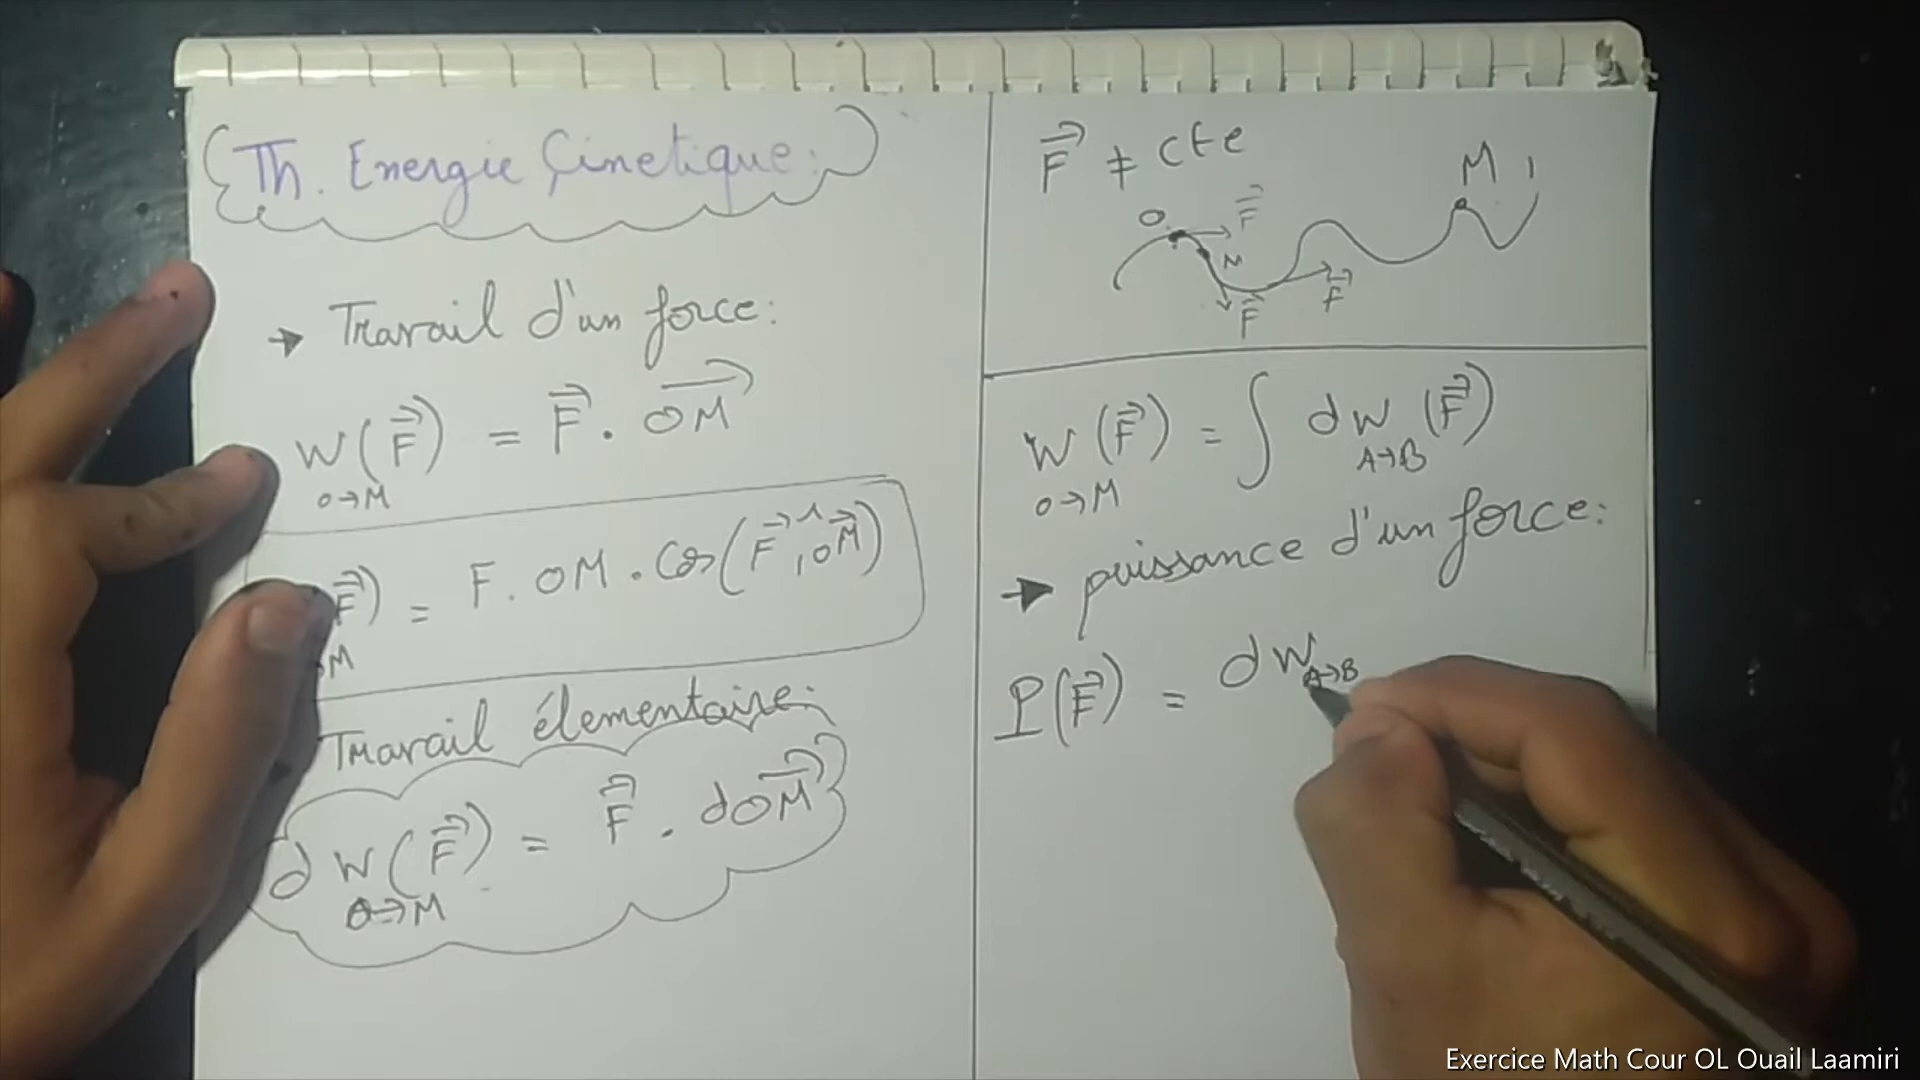 Th. Energie Cinetique:
→ Travail d'un force:
W(F⃗) = F⃗ . OM⃗
o→M
F⃗) = F . OM . Cos(F⃗, OM⃗)
M
Travail élementaire:
dW(F⃗) = F⃗ . dOM⃗
o→M
F⃗ ≠ cte
O F⃗ M
M
F⃗ F⃗
W(F⃗) = ∫ dW(F⃗)
o→M A→B
→ puissance d'un force:
P(F⃗) = dW
A→B
Exercice Math Cour OL Ouail Laamiri